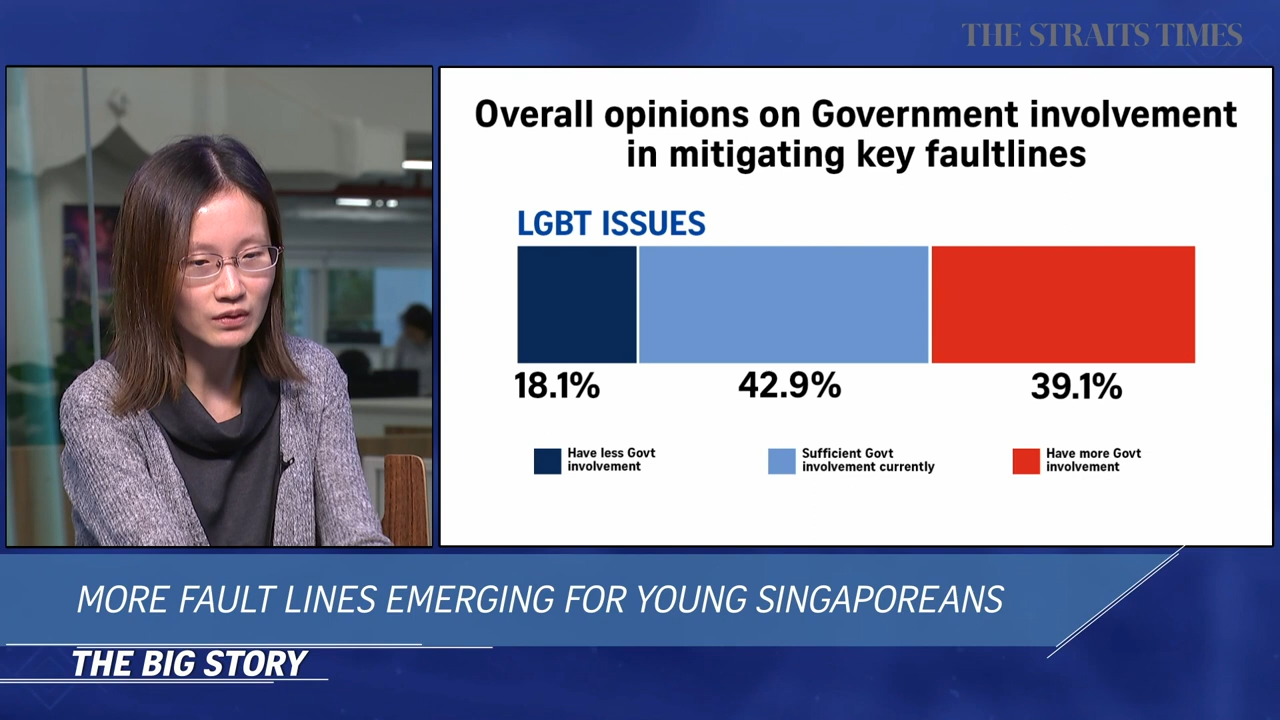 THE STRAITS TIMES
Overall opinions on Government involvement
in mitigating key faultlines
LGBT ISSUES
18.1%
42.9%
39.1%
Have less Govt
involvement
Sufficient Govt
involvement currently
Have more Govt
involvement
MORE FAULT LINES EMERGING FOR YOUNG SINGAPOREANS
THE BIG STORY